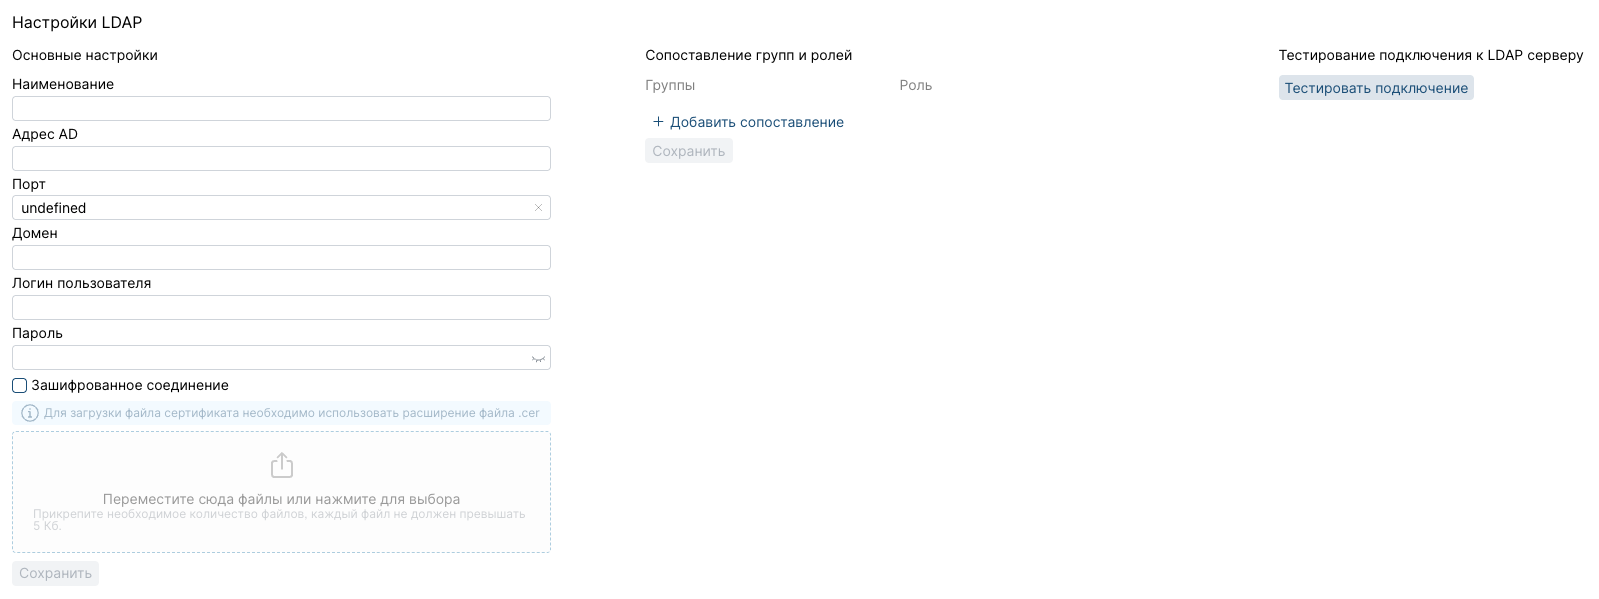 Настройки LDAP
Основные настройки
Наименование
Адрес AD
Порт
undefined
Домен
Логин пользователя
Пароль
Зашифрованное соединение
Для загрузки файла сертификата необходимо использовать расширение файла .cer
Переместите сюда файлы или нажмите для выбора
Прикрепите необходимое количество файлов, каждый файл не должен превышать
5 Кб.
Сохранить
Сопоставление групп и ролей
Группы Роль
+ Добавить сопоставление
Сохранить
Тестирование подключения к LDAP серверу
Тестировать подключение